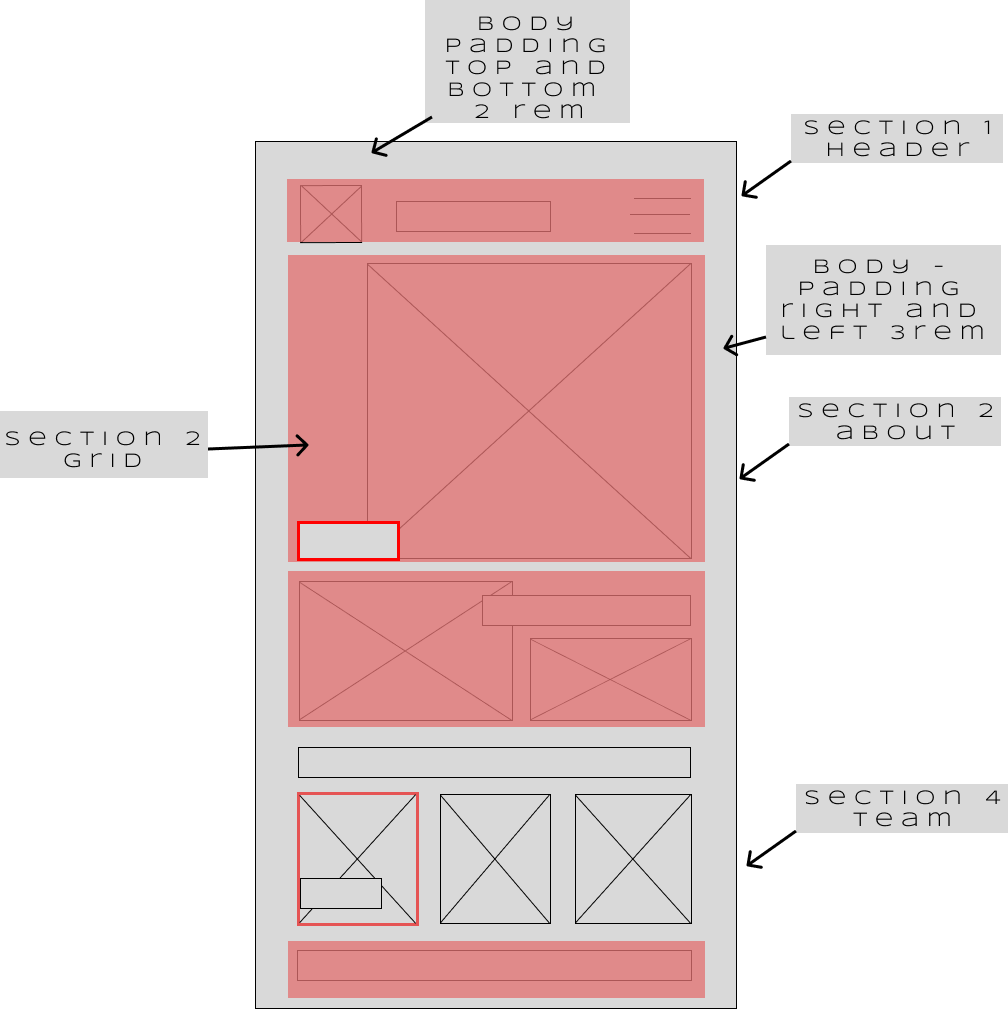 BODY
Padding
Top and
Bottom
2 rem
Section 1
Header
Body -
Padding
right and
left 3rem
Section 2
about
Section 2
Grid
Section 4
Team